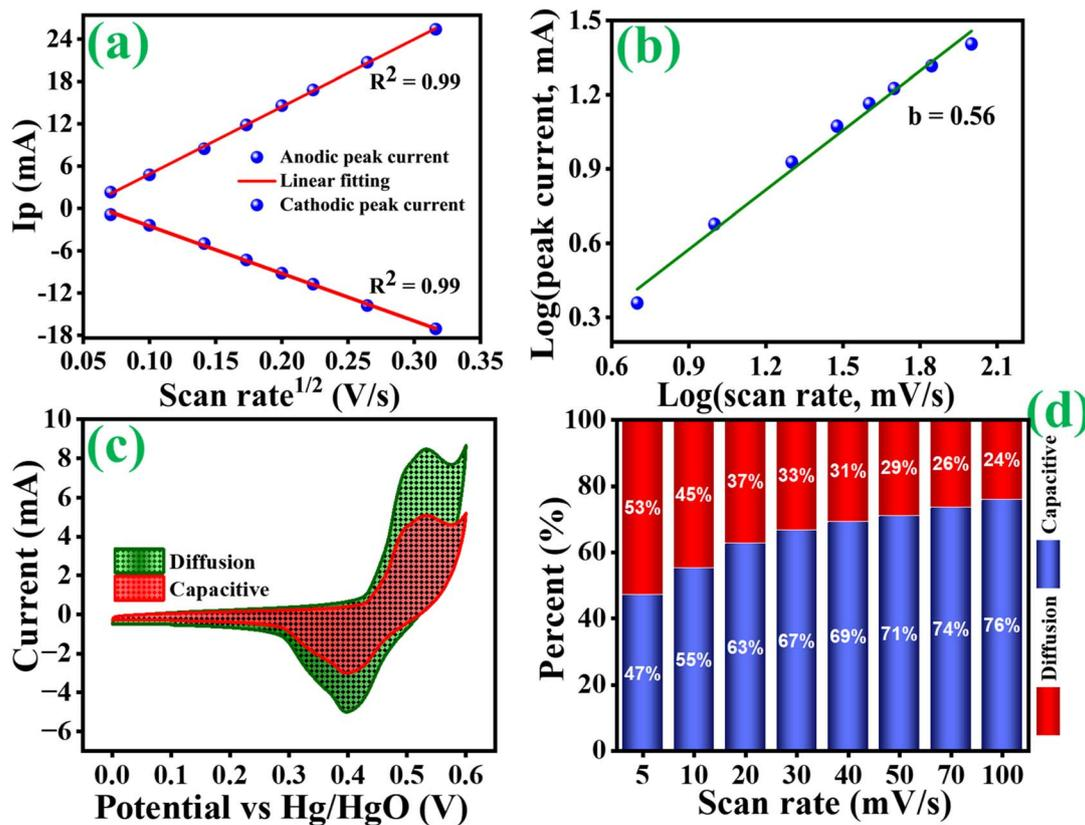 (a)
24
18
12
6
0
-6
-12
-18
Ip (mA)
R² = 0.99
Anodic peak current
Linear fitting
Cathodic peak current
R² = 0.99
0.05 0.10 0.15 0.20 0.25 0.30 0.35
Scan rate^1/2 (V/s)
(b)
1.5
1.2
0.9
0.6
0.3
Log(peak current, mA)
b = 0.56
0.6 0.9 1.2 1.5 1.8 2.1
Log(scan rate, mV/s)
(c)
10
8
6
4
2
0
−2
−4
−6
Current (mA)
Diffusion
Capacitive
0.0 0.1 0.2 0.3 0.4 0.5 0.6
Potential vs Hg/HgO (V)
(d)
100
80
60
40
20
0
Percent (%)
53% 45% 37% 33% 31% 29% 26% 24%
47% 55% 63% 67% 69% 71% 74% 76%
5 10 20 30 40 50 70 100
Scan rate (mV/s)
Capacitive
Diffusion